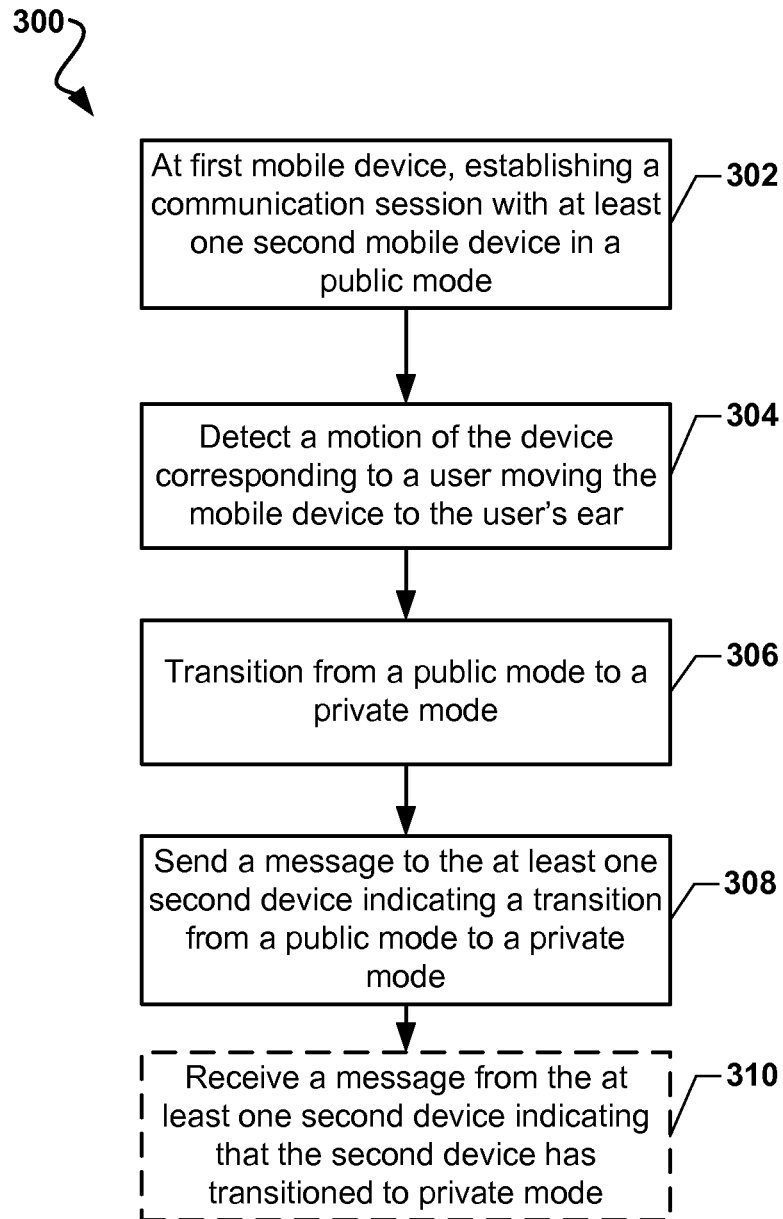 300
At first mobile device, establishing a
communication session with at least
one second mobile device in a
public mode
302
Detect a motion of the device
corresponding to a user moving the
mobile device to the user's ear
304
Transition from a public mode to a
private mode
306
Send a message to the at least one
second device indicating a transition
from a public mode to a private
mode
308
Receive a message from the at
least one second device indicating
that the second device has
transitioned to private mode
310